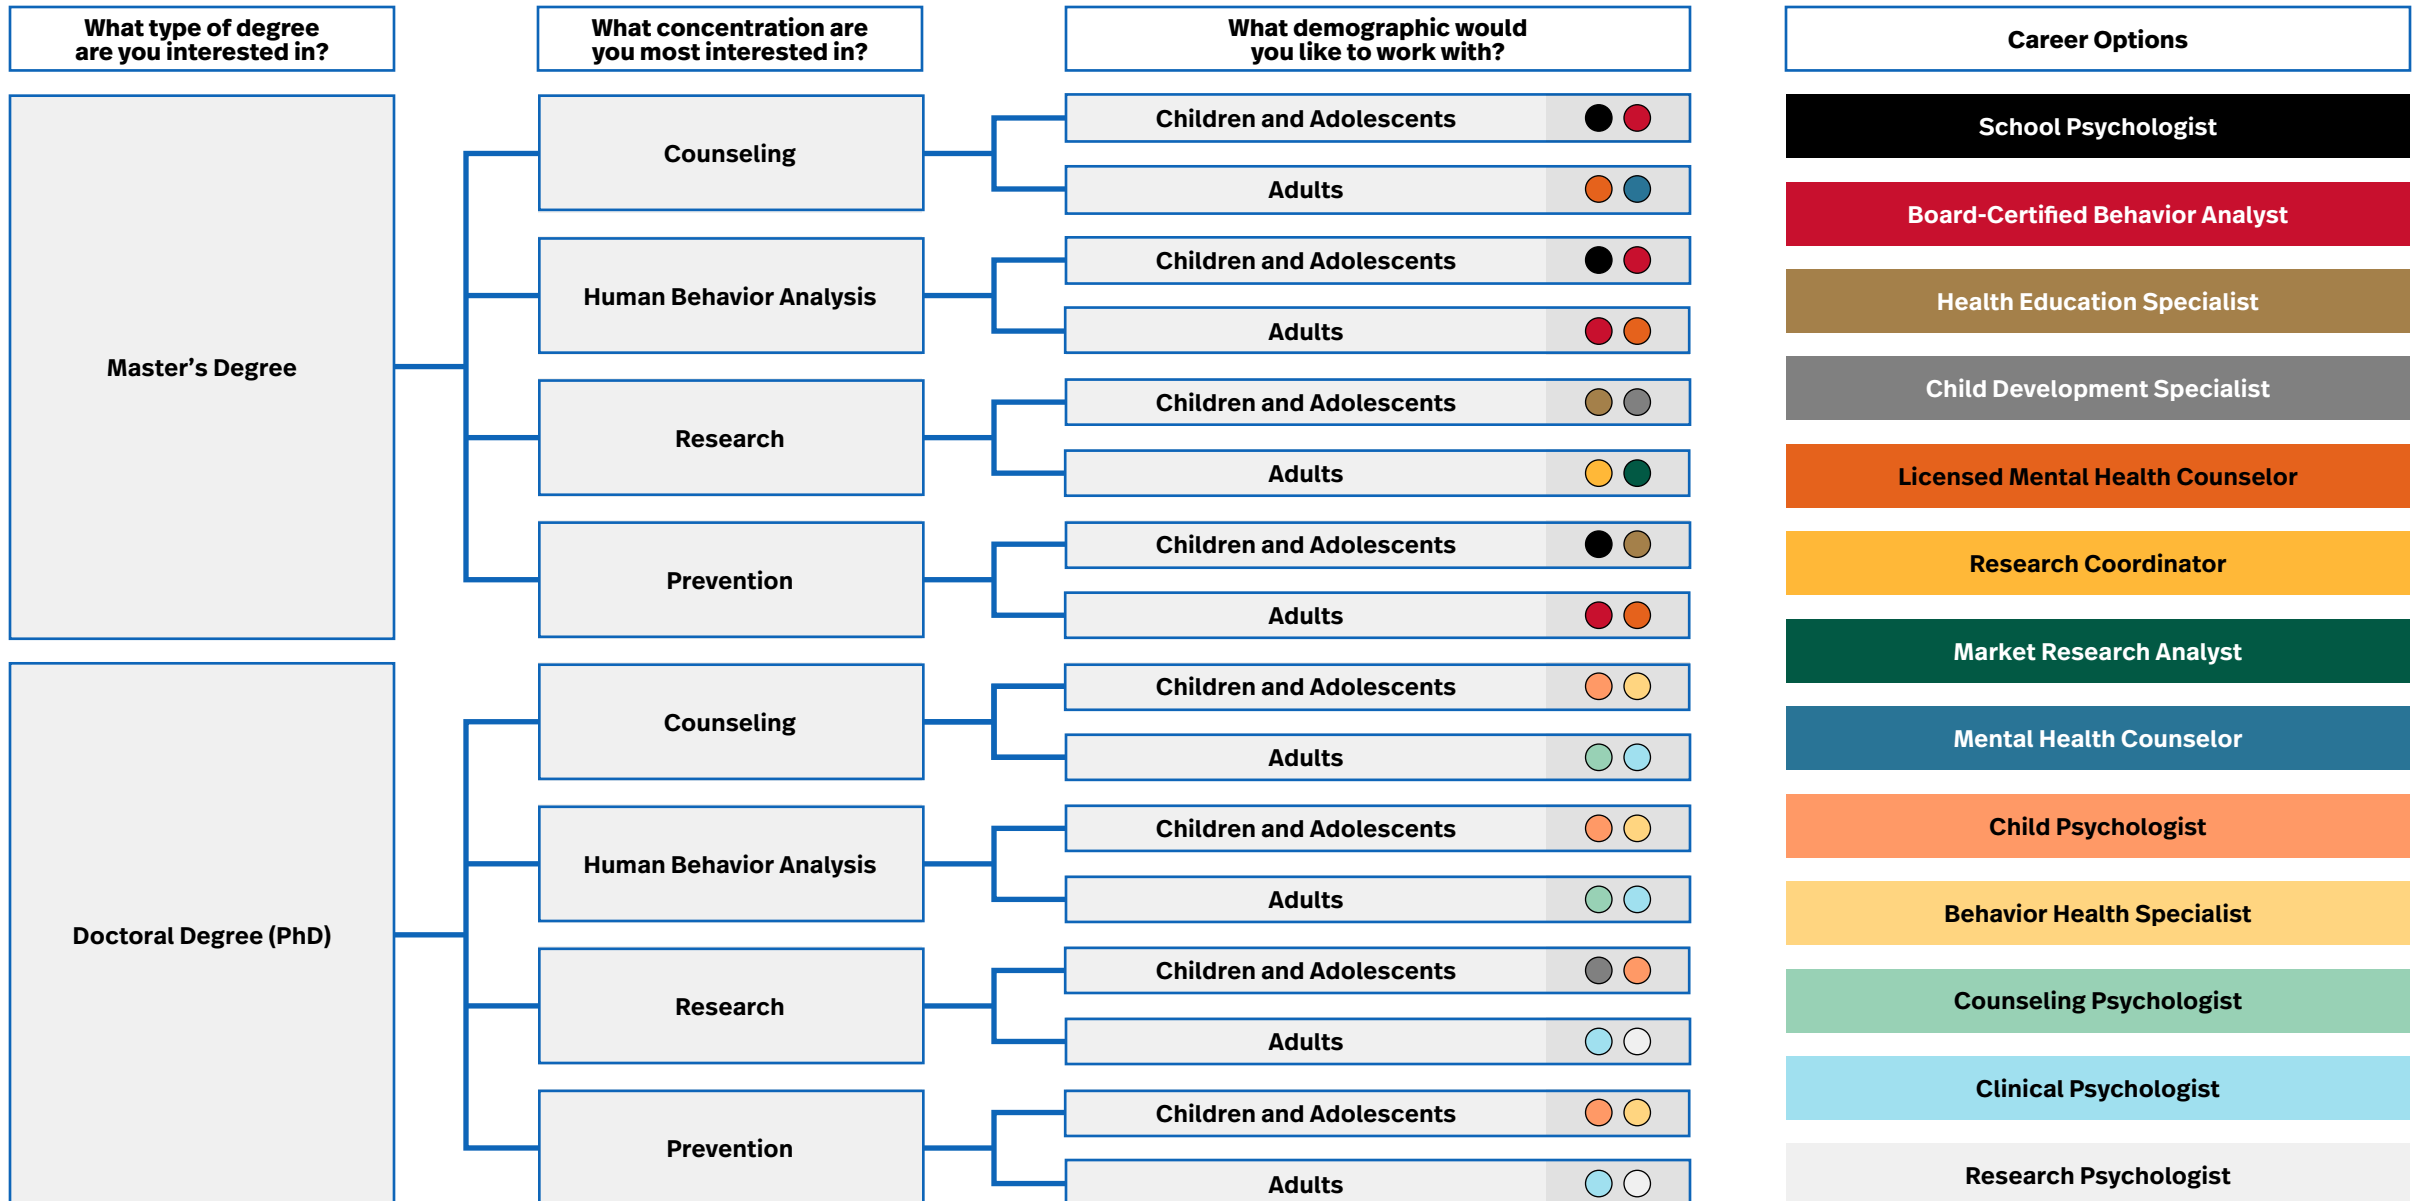 What type of degree
are you interested in?
What concentration are
you most interested in?
What demographic would
you like to work with?
Career Options
Master’s Degree
Counseling
Children and Adolescents
Adults
Human Behavior Analysis
Children and Adolescents
Adults
Research
Children and Adolescents
Adults
Prevention
Children and Adolescents
Adults
Doctoral Degree (PhD)
Counseling
Children and Adolescents
Adults
Human Behavior Analysis
Children and Adolescents
Adults
Research
Children and Adolescents
Adults
Prevention
Children and Adolescents
Adults
School Psychologist
Board-Certified Behavior Analyst
Health Education Specialist
Child Development Specialist
Licensed Mental Health Counselor
Research Coordinator
Market Research Analyst
Mental Health Counselor
Child Psychologist
Behavior Health Specialist
Counseling Psychologist
Clinical Psychologist
Research Psychologist